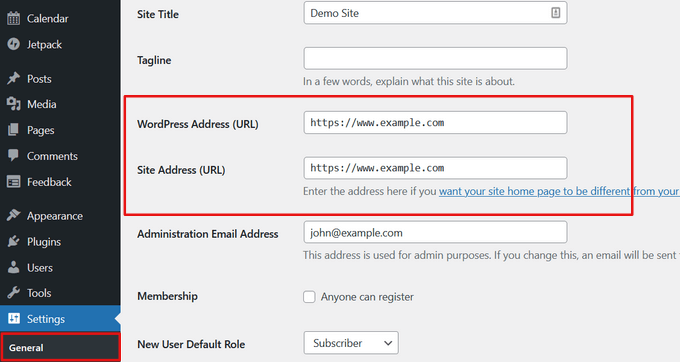 Calendar
Jetpack
Posts
Media
Pages
Comments
Feedback
Appearance
Plugins
Users
Tools
Settings
General
Site Title
Demo Site
Tagline
In a few words, explain what this site is about.
WordPress Address (URL)
https://www.example.com
Site Address (URL)
https://www.example.com
Enter the address here if you want your site home page to be different from your
Administration Email Address
john@example.com
This address is used for admin purposes. If you change this, an email will be sent
Membership
Anyone can register
New User Default Role
Subscriber